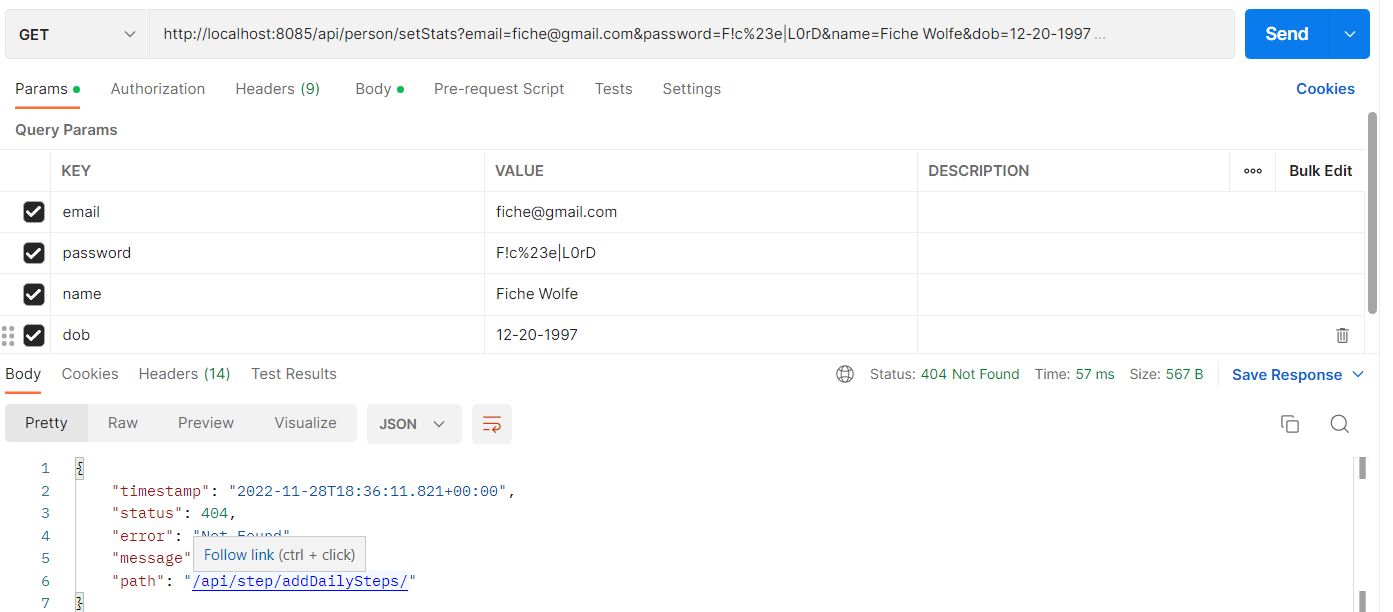 GET http://localhost:8085/api/person/setStats?email=fiche@gmail.com&password=F!c%23e|L0rD&name=Fiche Wolfe&dob=12-20-1997 ... Send
Params Authorization Headers (9) Body Pre-request Script Tests Settings Cookies
Query Params
KEY VALUE DESCRIPTION ooo Bulk Edit
email fiche@gmail.com
password F!c%23e|L0rD
name Fiche Wolfe
dob 12-20-1997
Body Cookies Headers (14) Test Results Status: 404 Not Found Time: 57 ms Size: 567 B Save Response
Pretty Raw Preview Visualize JSON
1 {
2 "timestamp": "2022-11-28T18:36:11.821+00:00",
3 "status": 404,
4 "error": "Not Found"
5 "message"
Follow link (ctrl + click)
6 "path": "/api/step/addDailySteps/"
7 }